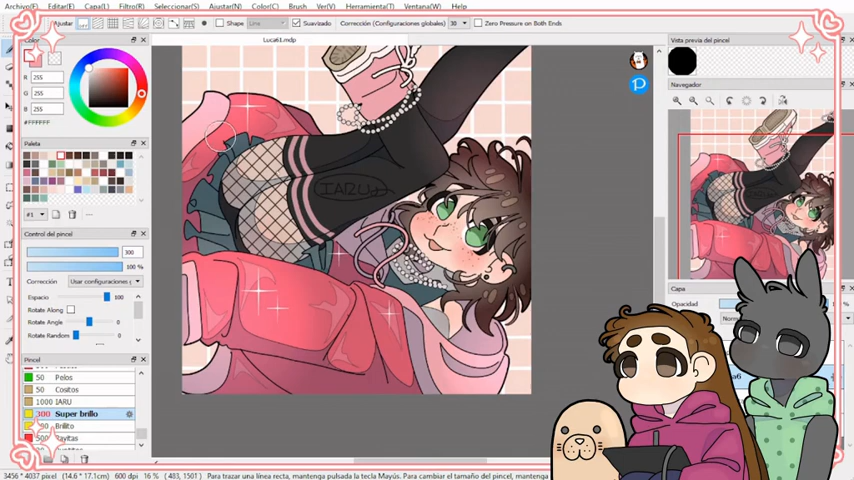 Archivo(F) Editar(E) Capa(L) Filtro(R) Seleccionar(S) Ajustar(N) Color(C) Brush Ver(V) Herramienta(T) Ventana(W) Help
Ajustar Shape Line Suavizado Corrección (Configuraciones globales) 30 Zero Pressure on Both Ends
Luca61.mdp
Color
R 255
G 255
B 255
#FFFFFF
Paleta
#1
Control del pincel
300
100 %
Corrección Usar configuraciones g
Espacio 100
Rotate Along
Rotate Angle 0
Rotate Random 0
Pincel
50 Pelos
50 Cositos
1000 IARU
300 Super brillo
Brillito
500 Rayitas
IARU
Vista previa del pincel
Navegador
Capa
Opacidad
3456 * 4037 pixel (14.6 * 17.1cm) 600 dpi 16 % ( 483, 1501) Para trazar una línea recta, mantenga pulsada la tecla Mayús. Para cambiar el tamaño del pincel, mantenga